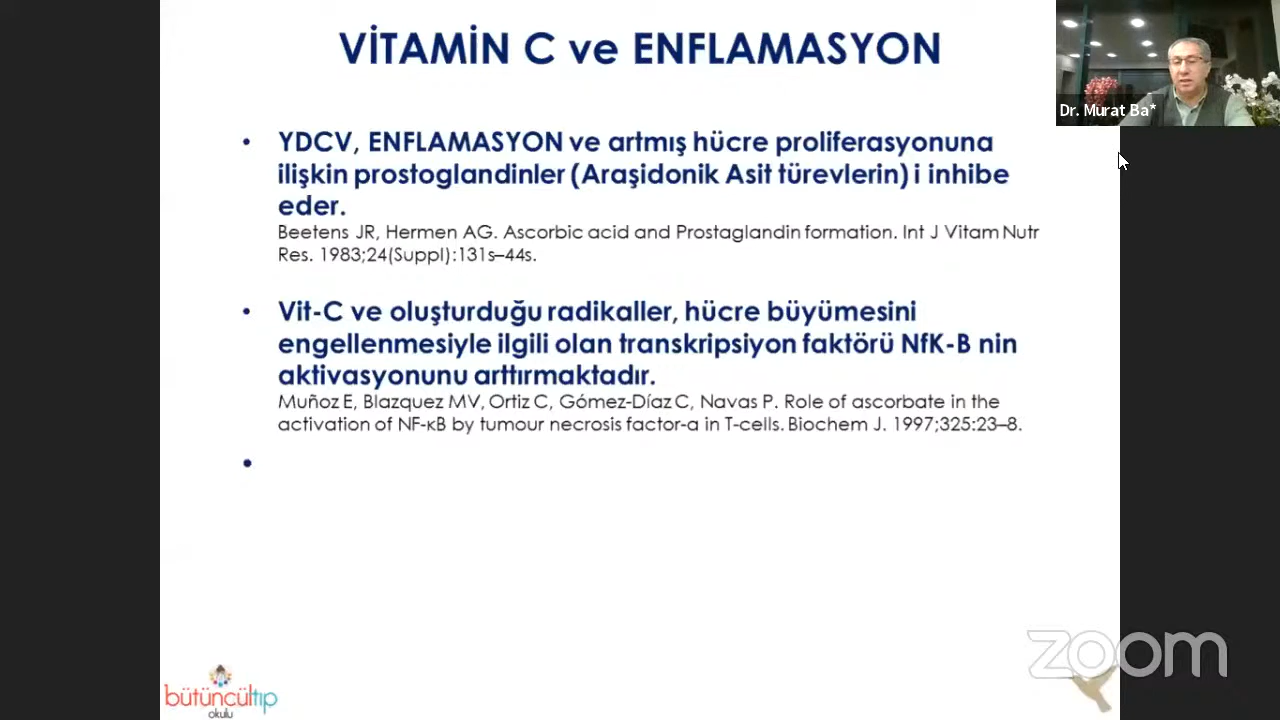 VİTAMİN C ve ENFLAMASYON
Dr. Murat Ba*
• YDCV, ENFLAMASYON ve artmış hücre proliferasyonuna
ilişkin prostoglandinler (Araşidonik Asit türevlerin) i inhibe
eder.
Beetens JR, Hermen AG. Ascorbic acid and Prostaglandin formation. Int J Vitam Nutr
Res. 1983;24(Suppl):131s–44s.
• Vit-C ve oluşturduğu radikaller, hücre büyümesini
engellenmesiyle ilgili olan transkripsiyon faktörü NfK-B nin
aktivasyonunu arttırmaktadır.
Muñoz E, Blazquez MV, Ortiz C, Gómez-Díaz C, Navas P. Role of ascorbate in the
activation of NF-κB by tumour necrosis factor-a in T-cells. Biochem J. 1997;325:23–8.
•
zoom
bütüncültıp
okulu